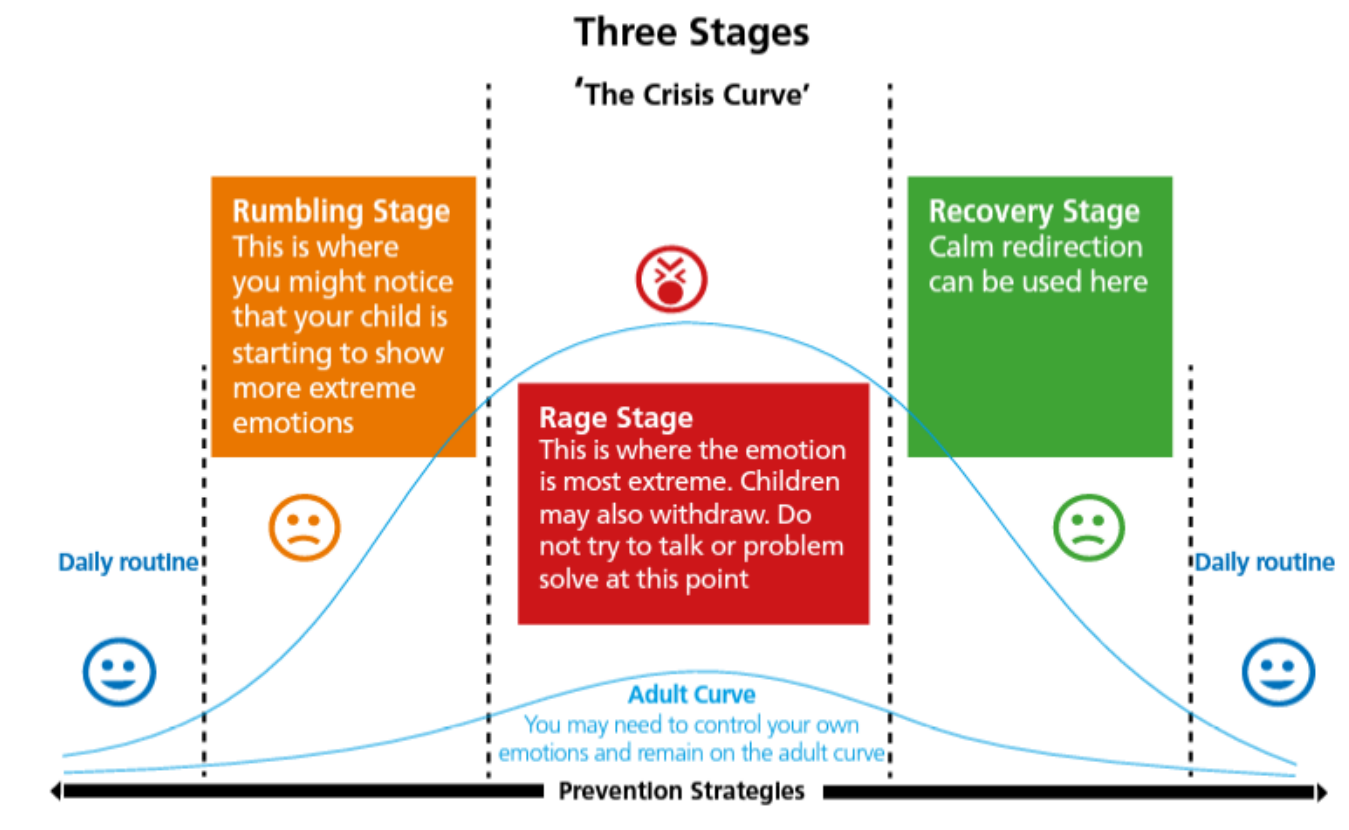 Three Stages
‘The Crisis Curve’
Rumbling Stage
This is where
you might notice
that your child is
starting to show
more extreme
emotions
Recovery Stage
Calm redirection
can be used here
Rage Stage
This is where the emotion
is most extreme. Children
may also withdraw. Do
not try to talk or problem
solve at this point
Daily routine
Daily routine
Adult Curve
You may need to control your own
emotions and remain on the adult curve
Prevention Strategies